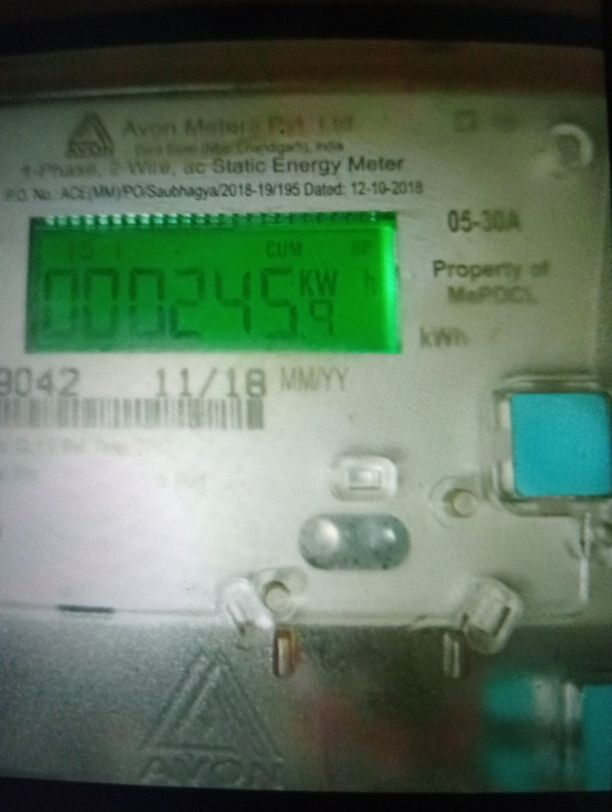 AVON
Avon Meters Pvt. Ltd.
1-Phase, 2-Wire, ac Static Energy Meter
P.O. No. ACE(MM)/PO/Saubhagya/2018-19/195 Dated: 12-10-2018
05-30A
CUM
000245.9 KW h
Property of
MePDCL
kWh
9042 11/18 MM/YY
AVON